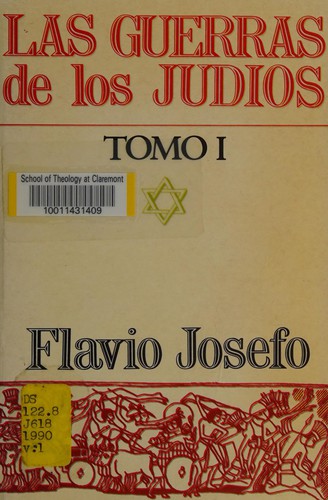 LAS GUERRAS
de los JUDIOS
TOMO I
School of Theology at Claremont
10011431409
Flavio Josefo
DS
122.8
J618
1990
v.1